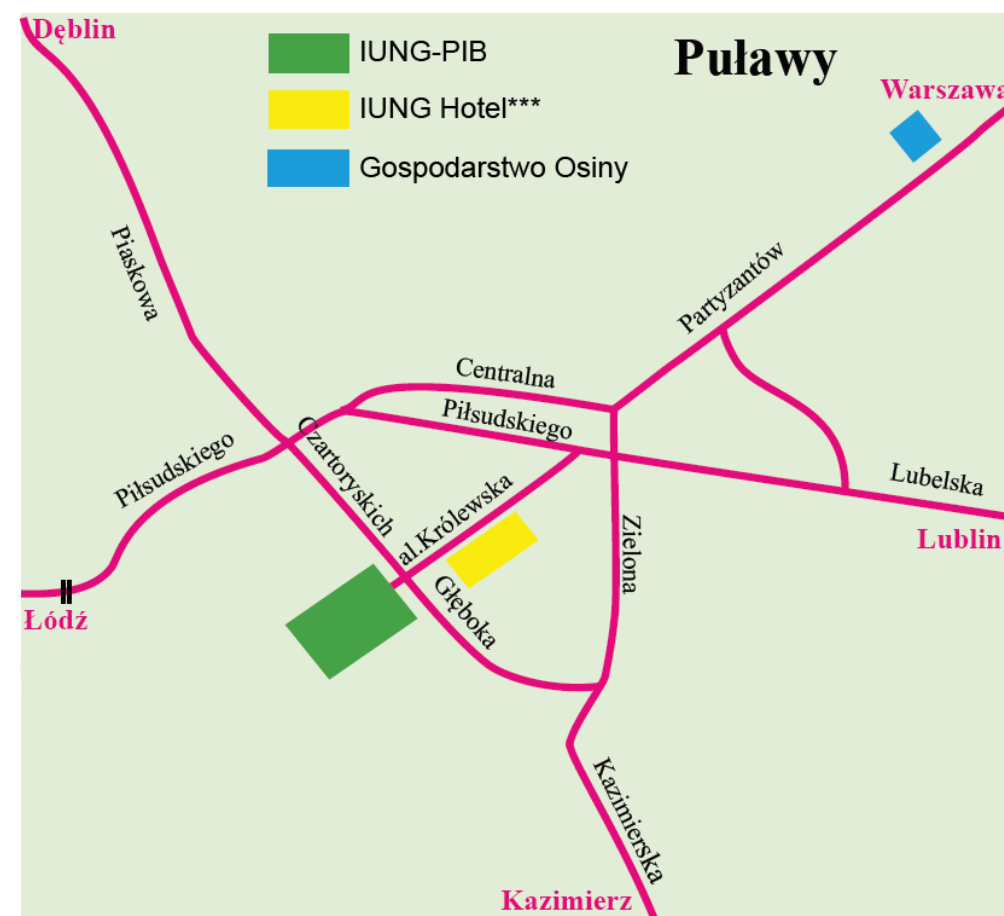 Dęblin
IUNG-PIB
Puławy
Warszawa
IUNG Hotel***
Gospodarstwo Osiny
Piaskowa
Partyzantów
Centralna
Piłsudskiego
Czartoryskich
Piłsudskiego
Lubelska
al.Królewska
Zielona
Lublin
Głęboka
Łódź
Kazimierska
Kazimierz